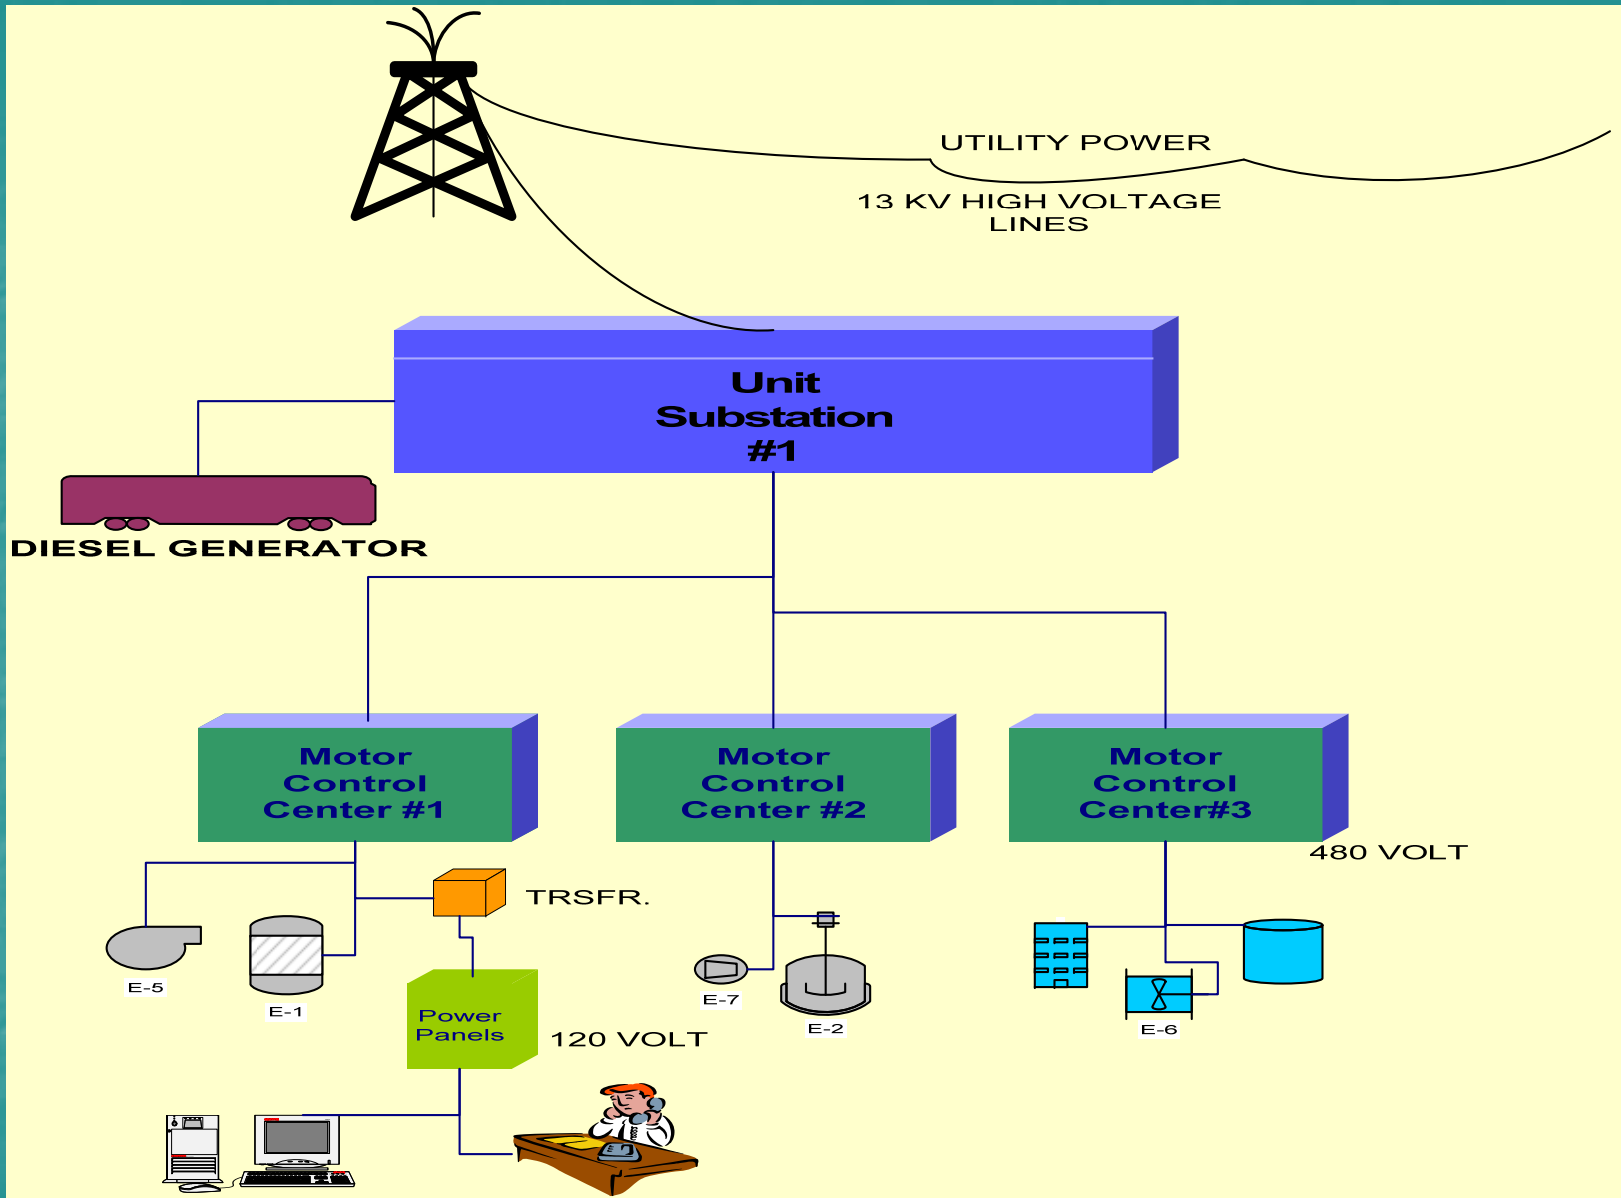 UTILITY POWER
13 KV HIGH VOLTAGE
LINES
Unit
Substation
#1
DIESEL GENERATOR
Motor
Control
Center #1
Motor
Control
Center #2
Motor
Control
Center#3
480 VOLT
TRSFR.
E-5
E-1
E-7
E-2
E-6
Power
Panels
120 VOLT